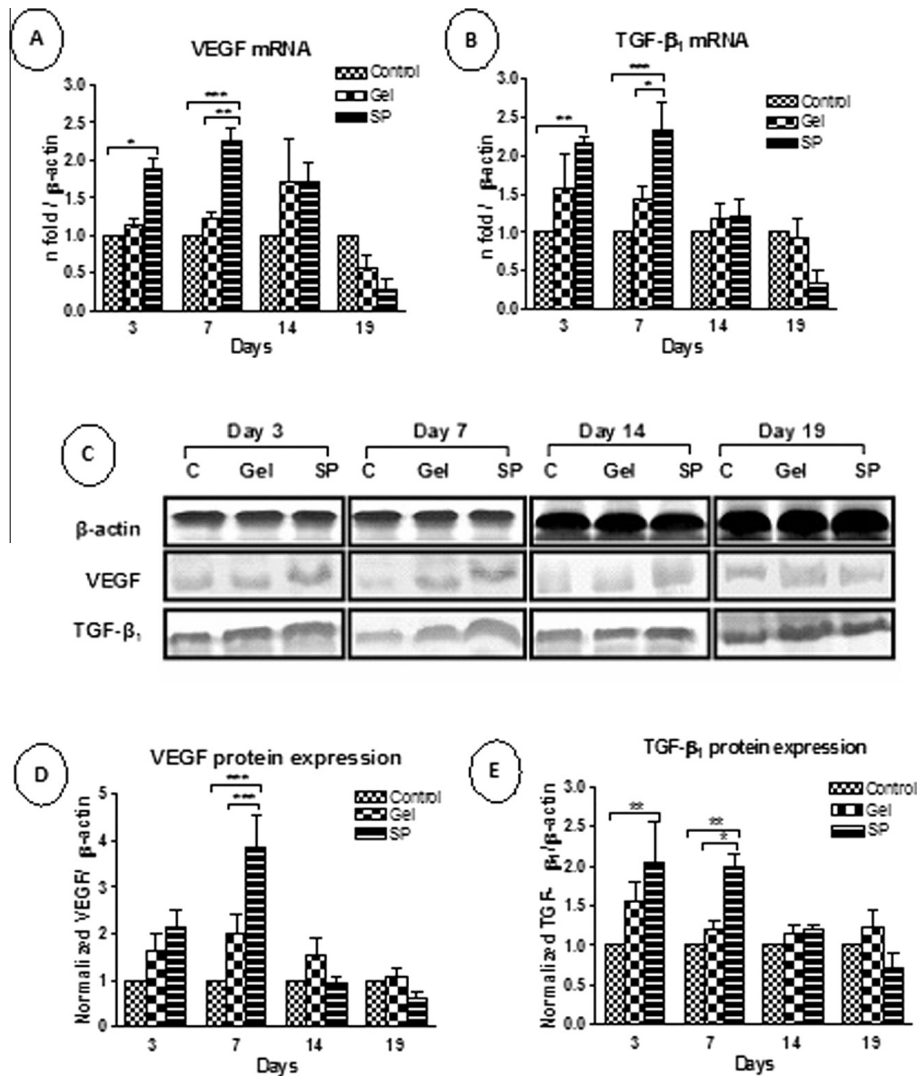 A
VEGF mRNA
Control
Gel
SP
n fold / β-actin
3.0
2.5
2.0
1.5
1.0
0.5
0.0
*
***
**
3 7 14 19
Days
B
TGF-β₁ mRNA
Control
Gel
SP
n fold / β-actin
3.0
2.5
2.0
1.5
1.0
0.5
0.0
**
***
*
3 7 14 19
Days
C
Day 3 Day 7 Day 14 Day 19
C Gel SP C Gel SP C Gel SP C Gel SP
β-actin
VEGF
TGF-β₁
D
VEGF protein expression
Control
Gel
SP
Normalized VEGF/ β-actin
5
4
3
2
1
0
***
***
3 7 14 19
Days
E
TGF-β₁ protein expression
Control
Gel
SP
Normalized TGF- β₁/β-actin
3.0
2.5
2.0
1.5
1.0
0.5
0.0
**
**
*
3 7 14 19
Days